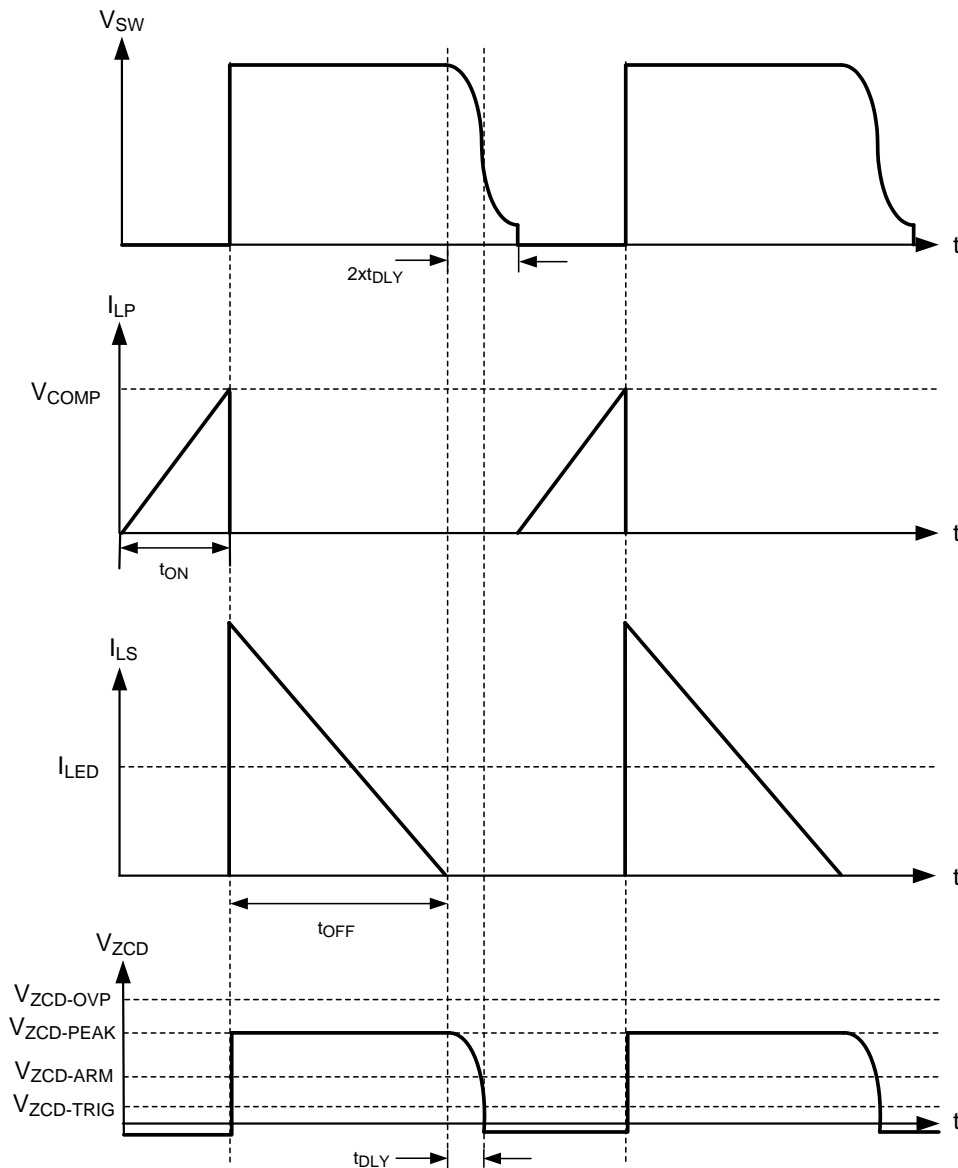 VSW
t
2xtDLY
ILP
VCOMP
t
tON
ILS
ILED
t
tOFF
VZCD
VZCD-OVP
VZCD-PEAK
VZCD-ARM
VZCD-TRIG
t
tDLY